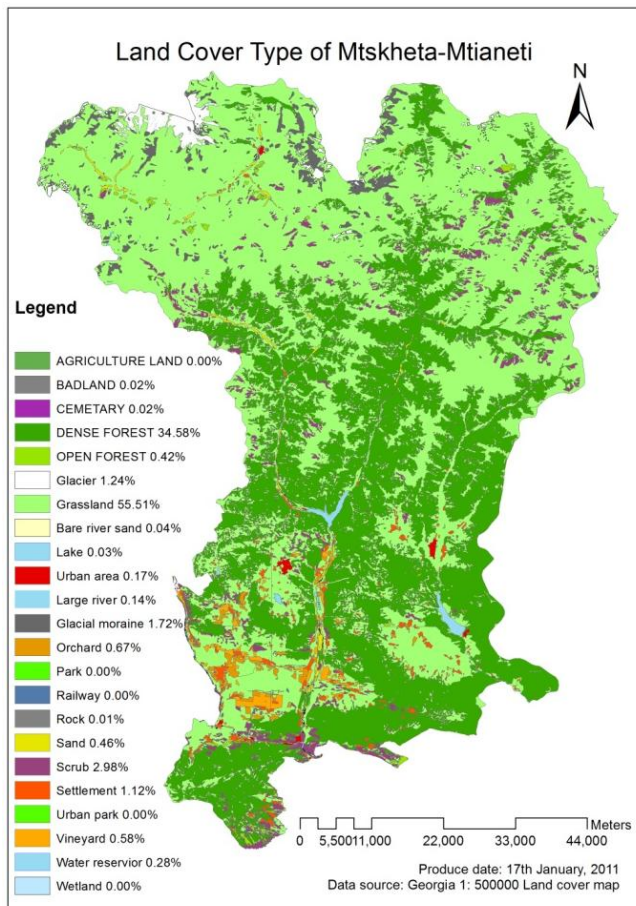 Land Cover Type of Mtskheta-Mtianeti
N
Legend
AGRICULTURE LAND 0.00%
BADLAND 0.02%
CEMETARY 0.02%
DENSE FOREST 34.58%
OPEN FOREST 0.42%
Glacier 1.24%
Grassland 55.51%
Bare river sand 0.04%
Lake 0.03%
Urban area 0.17%
Large river 0.14%
Glacial moraine 1.72%
Orchard 0.67%
Park 0.00%
Railway 0.00%
Rock 0.01%
Sand 0.46%
Scrub 2.98%
Settlement 1.12%
Urban park 0.00%
Vineyard 0.58%
Water reservior 0.28%
Wetland 0.00%
Meters
0 5,500 11,000 22,000 33,000 44,000
Produce date: 17th January, 2011
Data source: Georgia 1: 500000 Land cover map